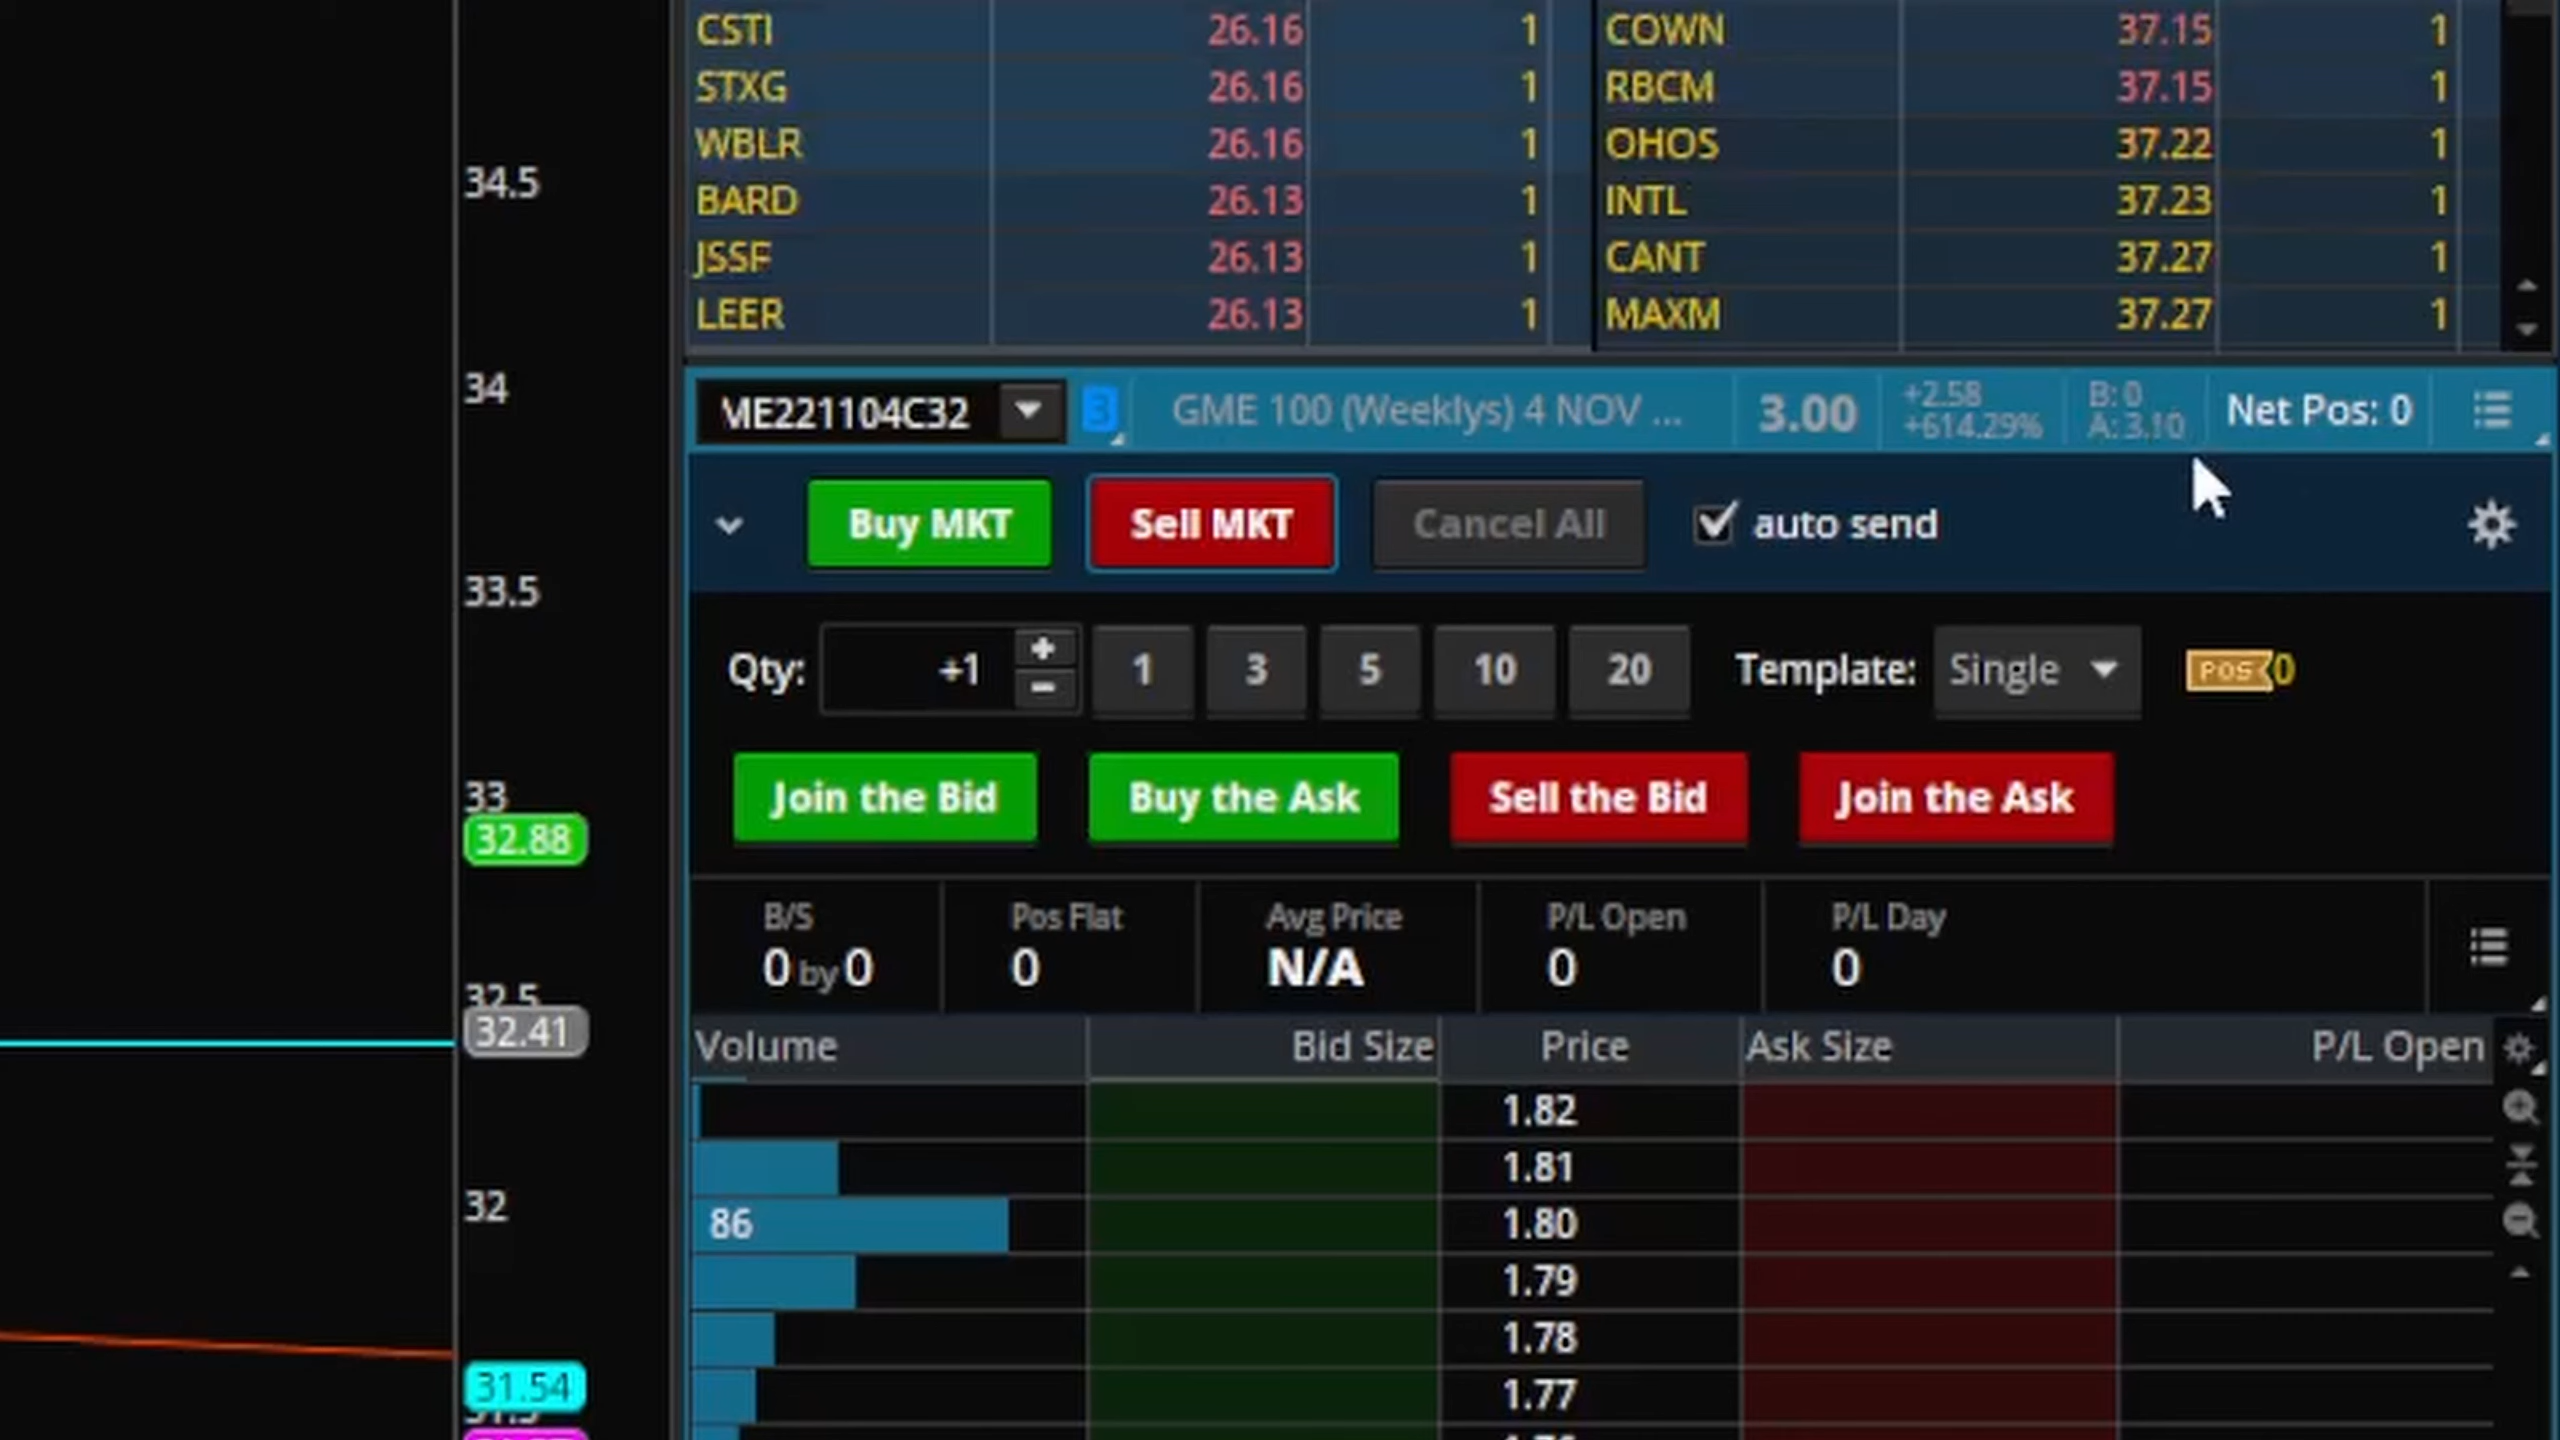 CSTI 26.16 1 COWN 37.15 1
STXG 26.16 1 RBCM 37.15 1
WBLR 26.16 1 OHOS 37.22 1
BARD 26.13 1 INTL 37.23 1
JSSF 26.13 1 CANT 37.27 1
LEER 26.13 1 MAXM 37.27 1
34.5
34
33.5
33
32.88
32.5
32.41
32
31.54
ME221104C32 3 GME 100 (Weeklys) 4 NOV ... 3.00 +2.58 B: 0 Net Pos: 0
+614.29% A: 3.10
Buy MKT Sell MKT Cancel All auto send
Qty: +1 + - 1 3 5 10 20 Template: Single POS 0
Join the Bid Buy the Ask Sell the Bid Join the Ask
B/S Pos Flat Avg Price P/L Open P/L Day
0 by 0 0 N/A 0 0
Volume Bid Size Price Ask Size P/L Open
1.82
1.81
86 1.80
1.79
1.78
1.77